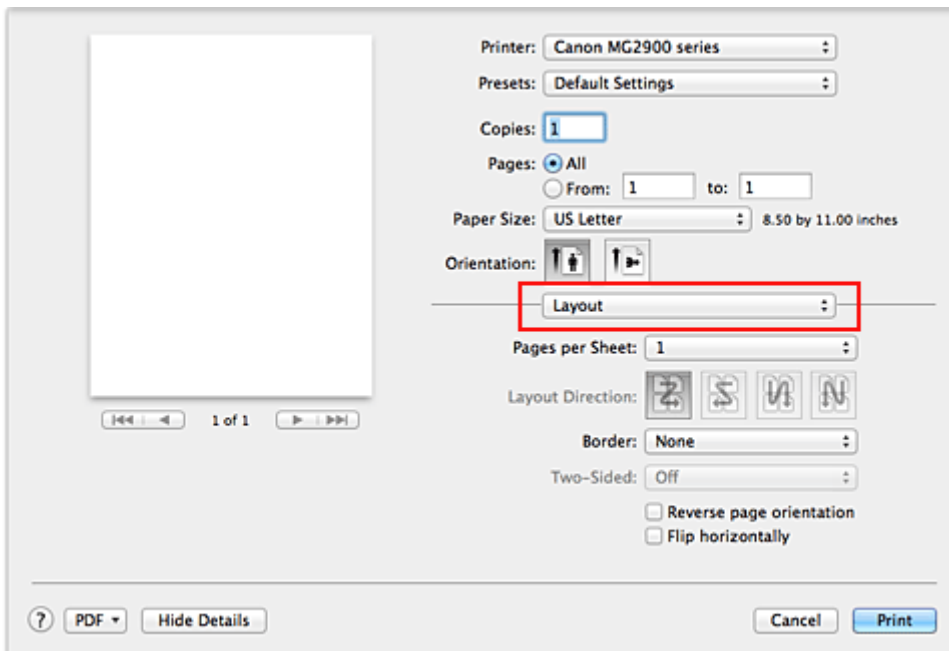 Printer: Canon MG2900 series
Presets: Default Settings
Copies: 1
Pages: All
From: 1 to: 1
Paper Size: US Letter 8.50 by 11.00 inches
Orientation:
Layout
Pages per Sheet: 1
Layout Direction:
1 of 1
Border: None
Two-Sided: Off
Reverse page orientation
Flip horizontally
? PDF Hide Details Cancel Print